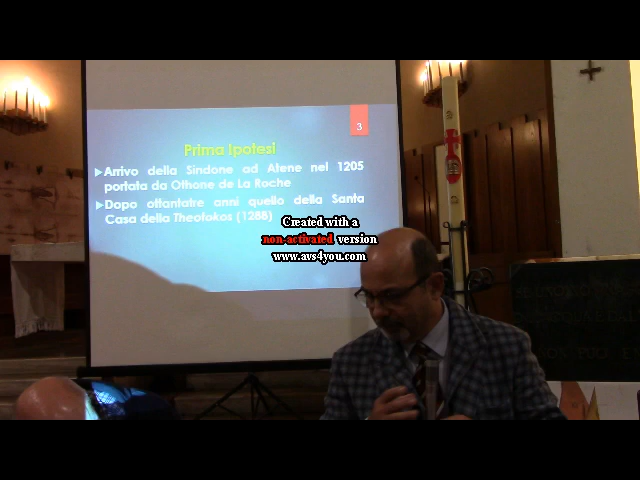 3
Prima Ipotesi
Arrivo della Sindone ad Atene nel 1205
portata da Othone de La Roche
Dopo ottantatre anni quello della Santa
Casa della Theotokos (1288)
Created with a
non-activated version
www.avs4you.com